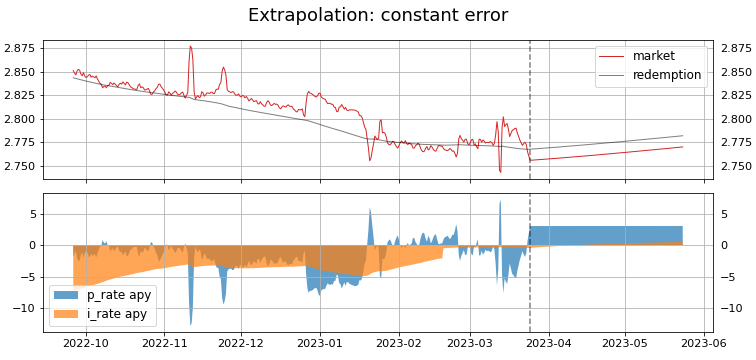 Extrapolation: constant error
2.875 2.875
2.850 2.850
2.825 2.825
2.800 2.800
2.775 2.775
2.750 2.750
market
redemption
5 5
0 0
−5 −5
−10 −10
p_rate apy
i_rate apy
2022-10 2022-11 2022-12 2023-01 2023-02 2023-03 2023-04 2023-05 2023-06